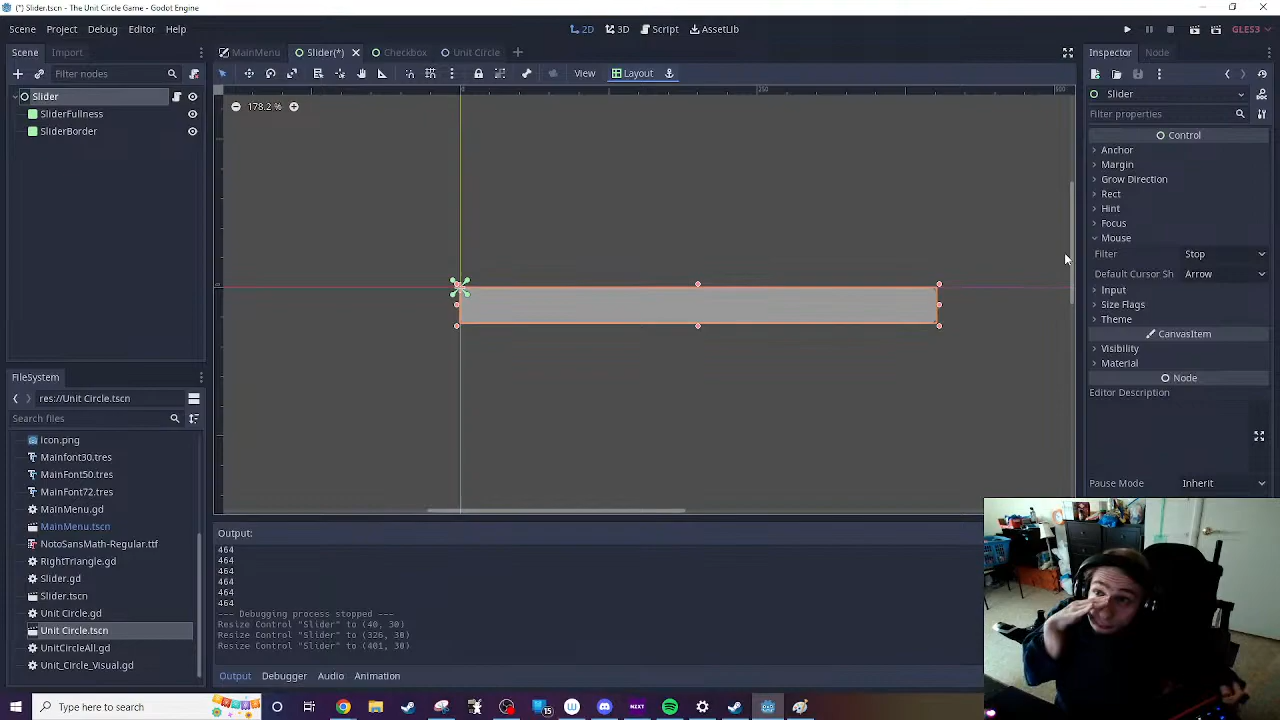 (*) Slider.tscn - The Unit Circle Game - Godot Engine
Scene Project Debug Editor Help
2D 3D Script AssetLib
GLES3
Scene Import
MainMenu Slider(*) Checkbox Unit Circle
Inspector Node
Filter nodes
View Layout
Slider
SliderFullness
SliderBorder
178.2 %
0 250 500
Slider
Filter properties
Control
Anchor
Margin
Grow Direction
Rect
Hint
Focus
Mouse
Filter Stop
Default Cursor Sh Arrow
Input
Size Flags
Theme
CanvasItem
Visibility
Material
Node
Editor Description
Pause Mode Inherit
FileSystem
res://Unit Circle.tscn
Search files
Icon.png
Mainfont30.tres
MainFont50.tres
MainFont72.tres
MainMenu.gd
MainMenu.tscn
NotoSansMath-Regular.ttf
RightTriangle.gd
Slider.gd
Slider.tscn
Unit Circle.gd
Unit Circle.tscn
UnitCircleAll.gd
Unit_Circle_Visual.gd
Output:
464
464
464
464
464
464
--- Debugging process stopped ---
Resize Control "Slider" to (40, 30)
Resize Control "Slider" to (326, 30)
Resize Control "Slider" to (401, 30)
Output Debugger Audio Animation
Type here to search
15
NEXT